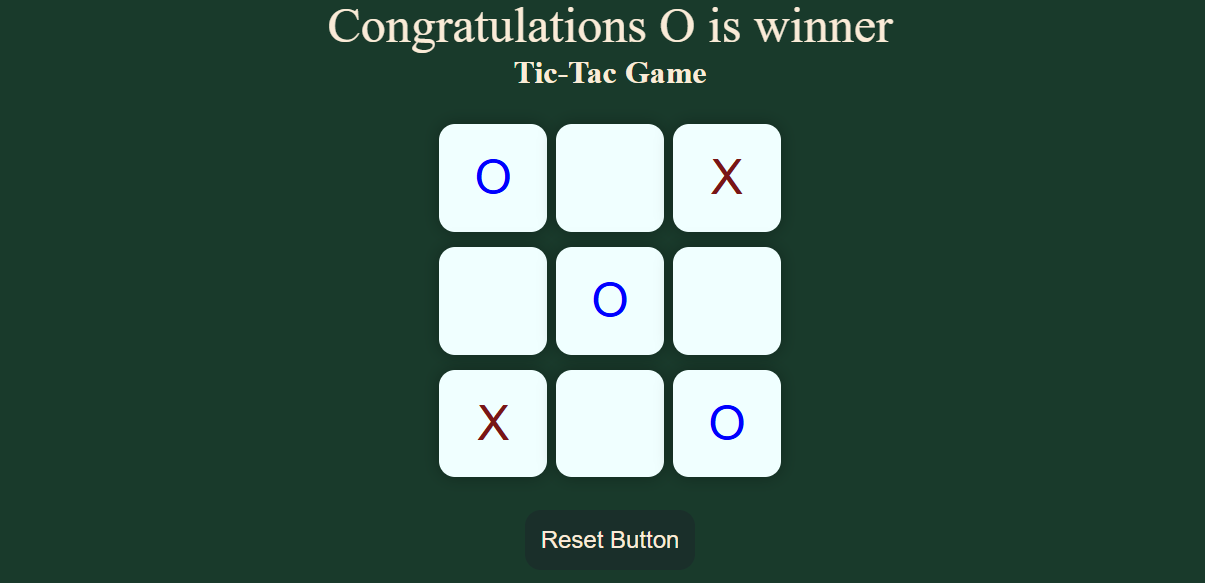 Congratulations O is winner
Tic-Tac Game
O X
O
X O
Reset Button